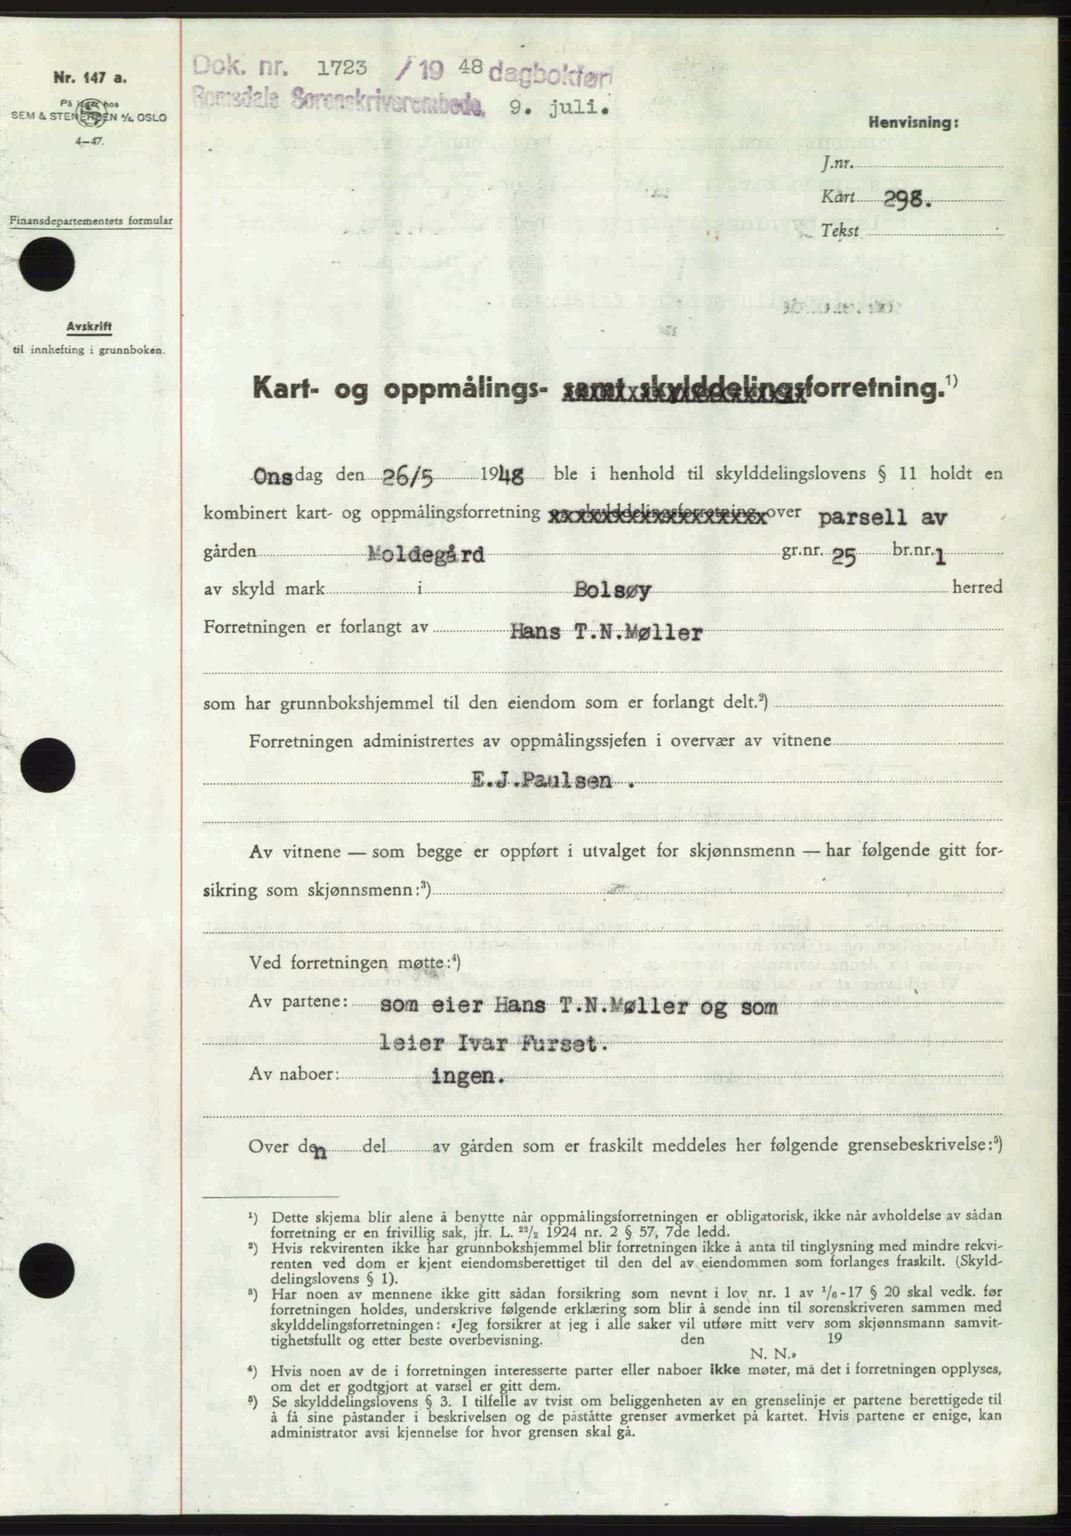 Nr. 147 a.
På lager hos
SEM & STENERSEN A/S. OSLO
4—47.
Finansdepartementets formular
Avskrift
til innhefting i grunnboken.
Dok. nr. 1723 / 19 48 dagbokført
Romsdals Sorenskriverembede. 9. juli.
Henvisning:
J.nr.
Kart 298.
Tekst
Kart- og oppmålings- samt skylddelingsforretning.¹)
Onsdag den 26/5 1948 ble i henhold til skylddelingslovens § 11 holdt en
kombinert kart- og oppmålingsforretning og skylddelingsforretning over parsell av
gården Moldegård gr.nr. 25 br.nr. 1
av skyld mark i Bolsøy herred
Forretningen er forlangt av Hans T.N.Møller
som har grunnbokshjemmel til den eiendom som er forlangt delt.²)
Forretningen administrertes av oppmålingssjefen i overvær av vitnene
E.J.Paulsen .
Av vitnene — som begge er oppført i utvalget for skjønnsmenn — har følgende gitt for-
sikring som skjønnsmenn:³)
Ved forretningen møtte:⁴)
Av partene: som eier Hans T.N.Møller og som
leier Ivar Furset.
Av naboer: ingen.
Over den del av gården som er fraskilt meddeles her følgende grensebeskrivelse:⁵)
¹) Dette skjema blir alene å benytte når oppmålingsforretningen er obligatorisk, ikke når avholdelse av sådan
forretning er en frivillig sak, jfr. L. ²²/₂ 1924 nr. 2 § 57, 7de ledd.
²) Hvis rekvirenten ikke har grunnbokshjemmel blir forretningen ikke å anta til tinglysning med mindre rekvi-
renten ved dom er kjent eiendomsberettiget til den del av eiendommen som forlanges fraskilt. (Skyld-
delingslovens § 1).
³) Har noen av mennene ikke gitt sådan forsikring som nevnt i lov nr. 1 av ¹/₆-17 § 20 skal vedk. før
forretningen holdes, underskrive følgende erklæring som blir å sende inn til sorenskriveren sammen med
skylddelingsforretningen: «Jeg forsikrer at jeg i alle saker vil utføre mitt verv som skjønnsmann samvit-
tighetsfullt og etter beste overbevisning. den 19
N. N.»
⁴) Hvis noen av de i forretningen interesserte parter eller naboer ikke møter, må det i forretningen opplyses,
om det er godtgjort at varsel er gitt dem.
⁵) Se skylddelingslovens § 3. I tilfelle av tvist om beliggenheten av en grenselinje er partene berettigede til
å få sine påstander i beskrivelsen og de påståtte grenser avmerket på kartet. Hvis partene er enige, kan
administrator avsi kjennelse for hvor grensen skal gå.